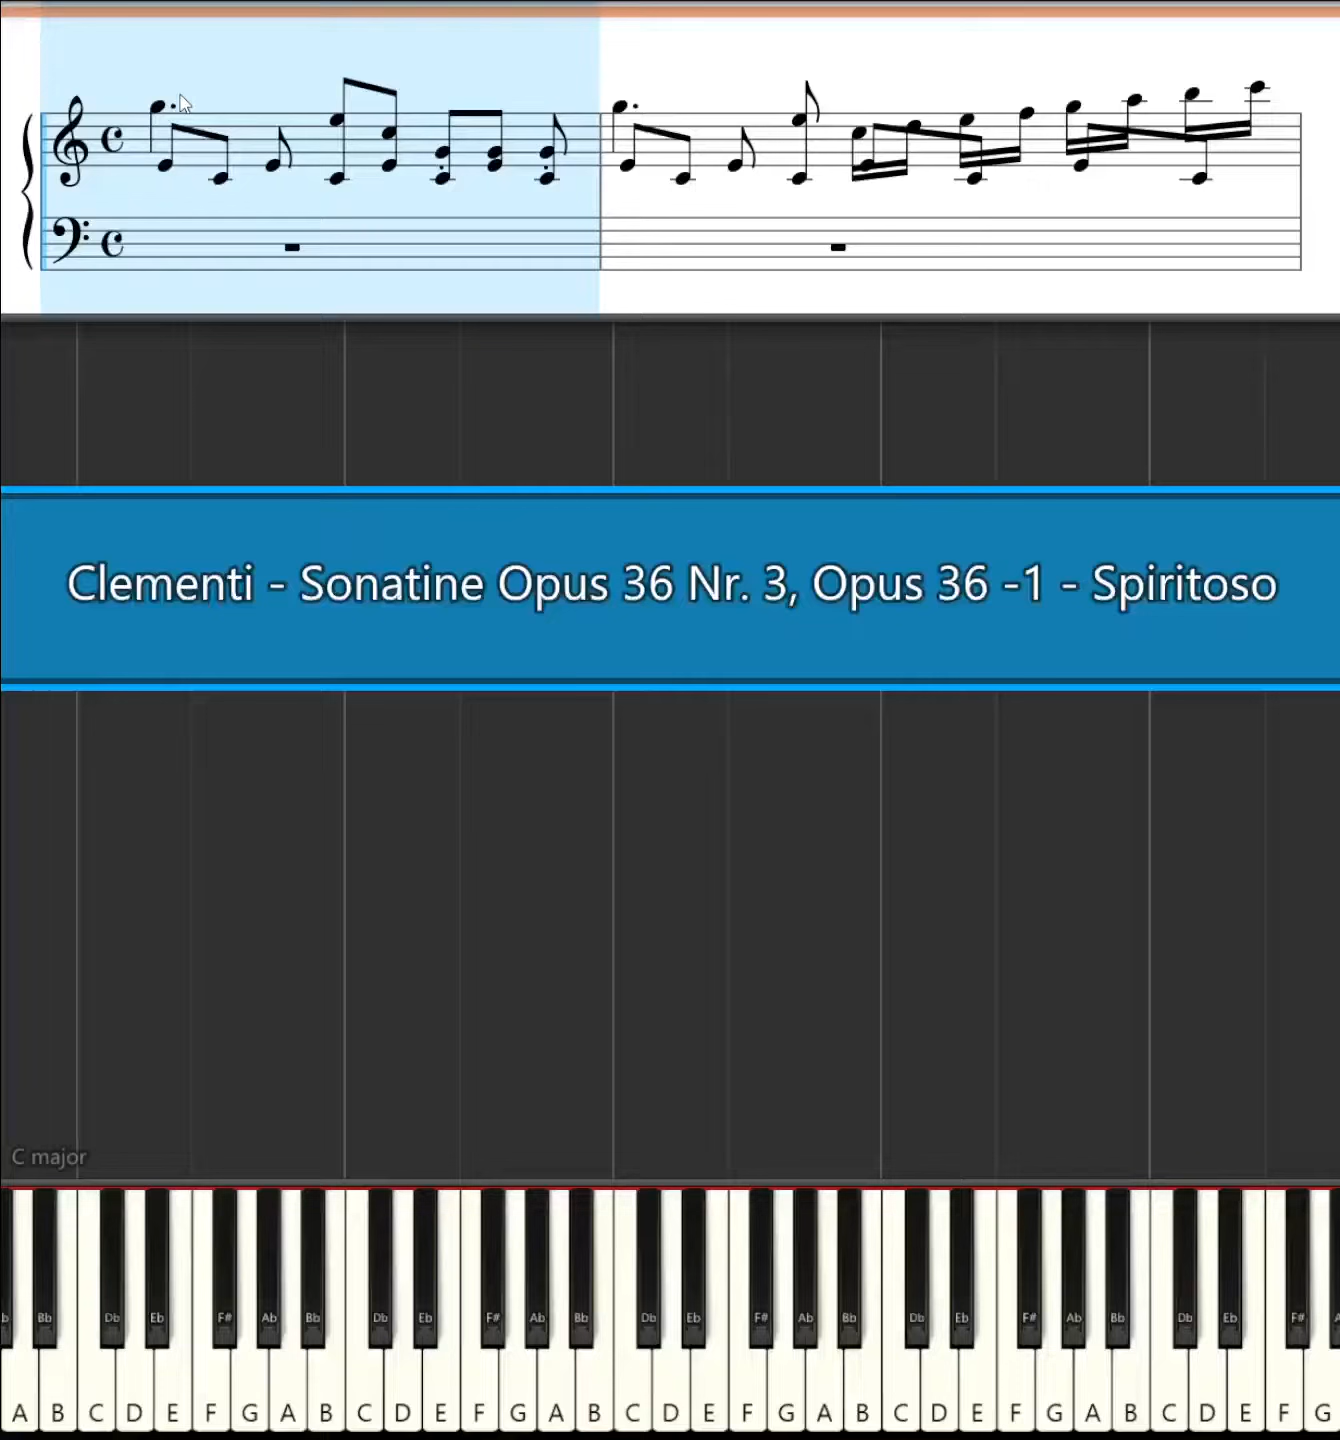 Clementi - Sonatine Opus 36 Nr. 3, Opus 36 -1 - Spiritoso
C major
Bb Db Eb F# Ab Bb Db Eb F# Ab Bb Db Eb F# Ab Bb Db Eb F# Ab Bb Db Eb F#
A B C D E F G A B C D E F G A B C D E F G A B C D E F G A B C D E F G